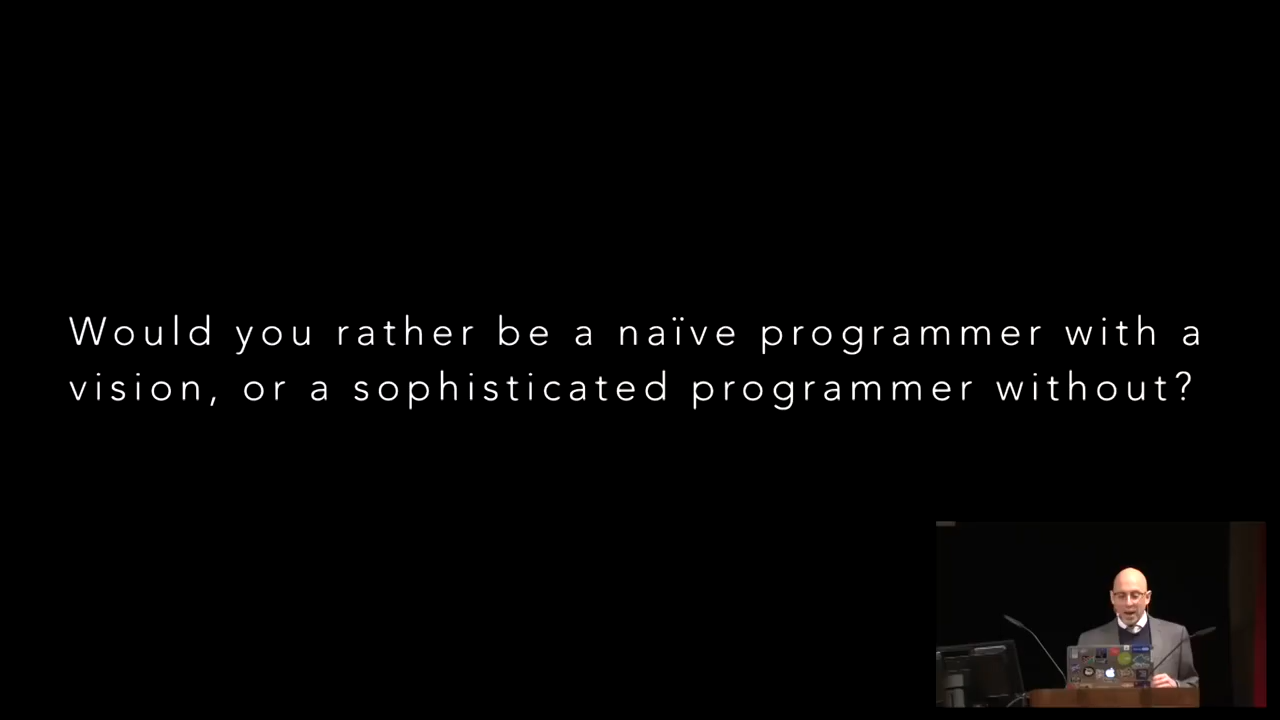 Would you rather be a naïve programmer with a
vision, or a sophisticated programmer without?